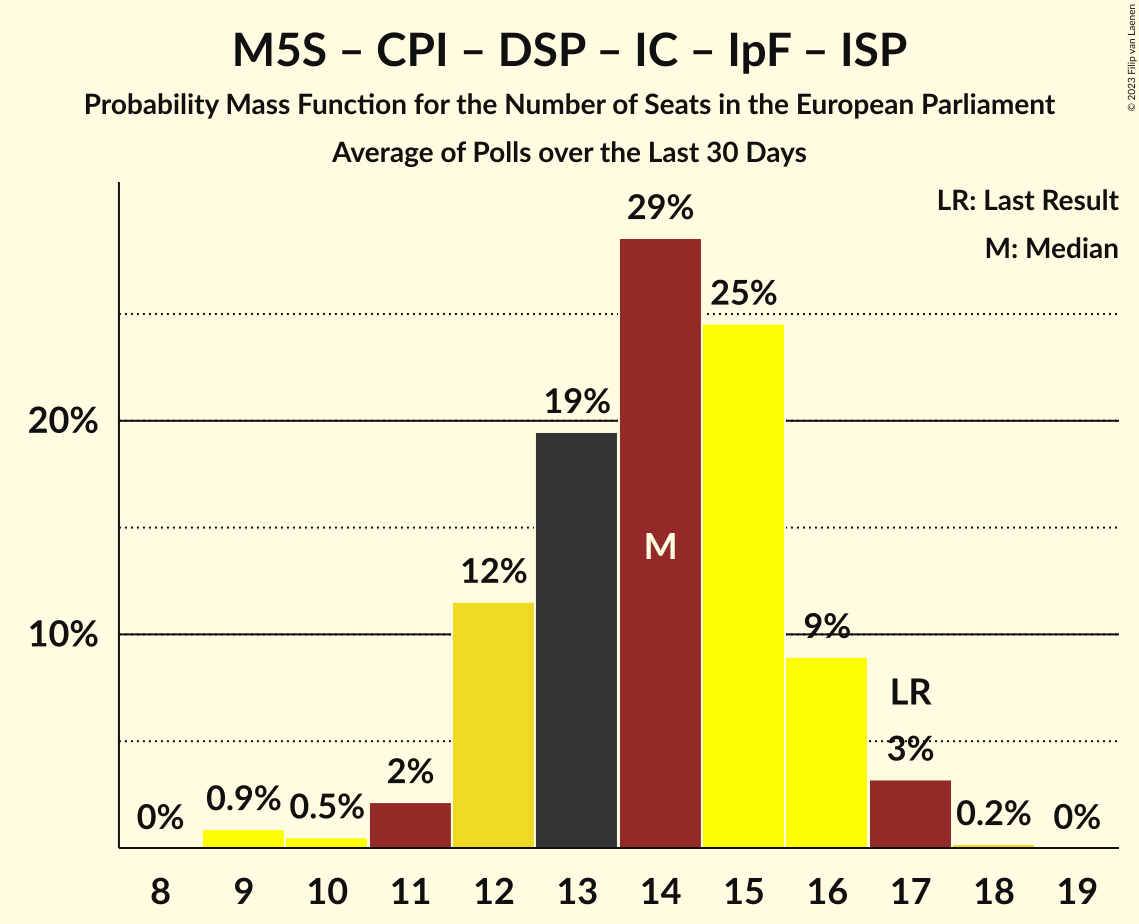 M5S – CPI – DSP – IC – IpF – ISP
Probability Mass Function for the Number of Seats in the European Parliament
Average of Polls over the Last 30 Days
© 2023 Filip van Laenen
LR: Last Result
M: Median
20%
10%
0%
0.9%
0.5%
2%
12%
19%
29%
M
25%
9%
LR
3%
0.2%
0%
8 9 10 11 12 13 14 15 16 17 18 19